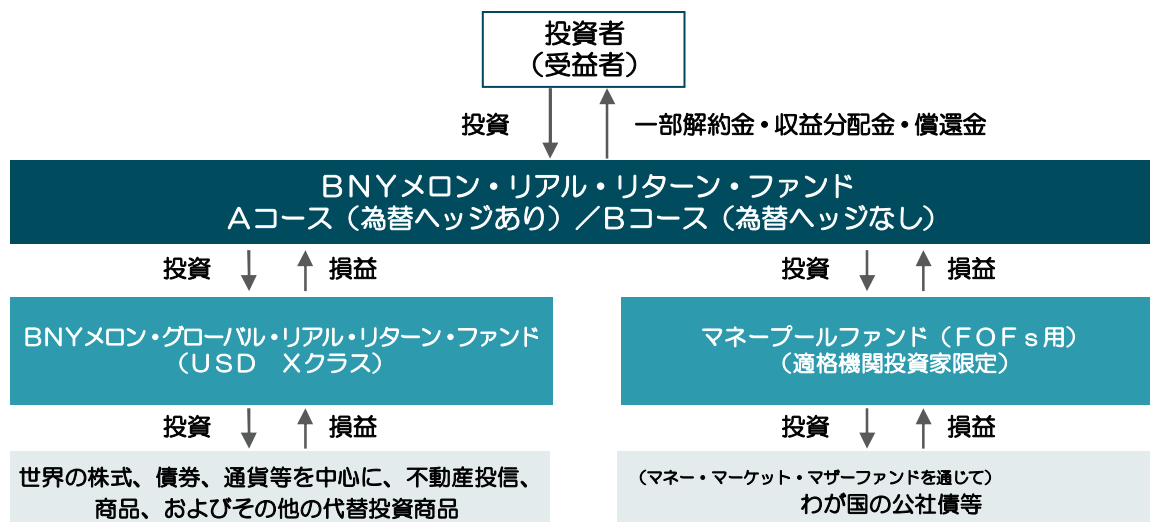 投資者
（受益者）
投資
一部解約金・収益分配金・償還金
ＢＮＹメロン・リアル・リターン・ファンド
Ａコース（為替ヘッジあり）／Ｂコース（為替ヘッジなし）
投資
損益
投資
損益
ＢＮＹメロン・グローバル・リアル・リターン・ファンド
（ＵＳＤ　Ｘクラス）
マネープールファンド（ＦＯＦｓ用）
（適格機関投資家限定）
投資
損益
投資
損益
世界の株式、債券、通貨等を中心に、不動産投信、
商品、およびその他の代替投資商品
（マネー・マーケット・マザーファンドを通じて）
わが国の公社債等